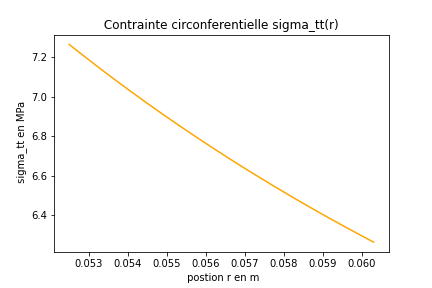 Contrainte circonferentielle sigma_tt(r)
sigma_tt en MPa
7.2
7.0
6.8
6.6
6.4
0.053 0.054 0.055 0.056 0.057 0.058 0.059 0.060
postion r en m